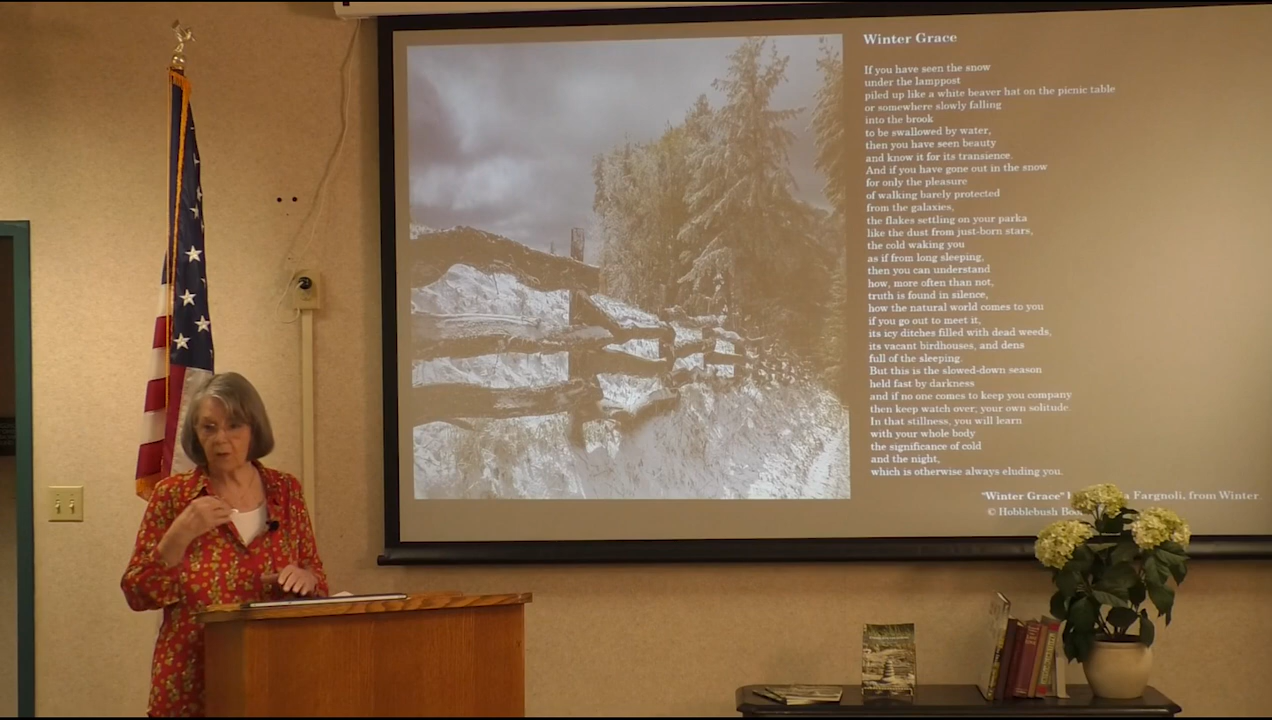 Winter Grace
If you have seen the snow
under the lamppost
piled up like a white beaver hat on the picnic table
or somewhere slowly falling
into the brook
to be swallowed by water,
then you have seen beauty
and know it for its transience.
And if you have gone out in the snow
for only the pleasure
of walking barely protected
from the galaxies,
the flakes settling on your parka
like the dust from just-born stars,
the cold waking you
as if from long sleeping,
then you can understand
how, more often than not,
truth is found in silence,
how the natural world comes to you
if you go out to meet it,
its icy ditches filled with dead weeds,
its vacant birdhouses, and dens
full of the sleeping.
But this is the slowed-down season
held fast by darkness
and if no one comes to keep you company
then keep watch over; your own solitude.
In that stillness, you will learn
with your whole body
the significance of cold
and the night,
which is otherwise always eluding you.
"Winter Grace" Fargnoli, from Winter.
© Hobblebush